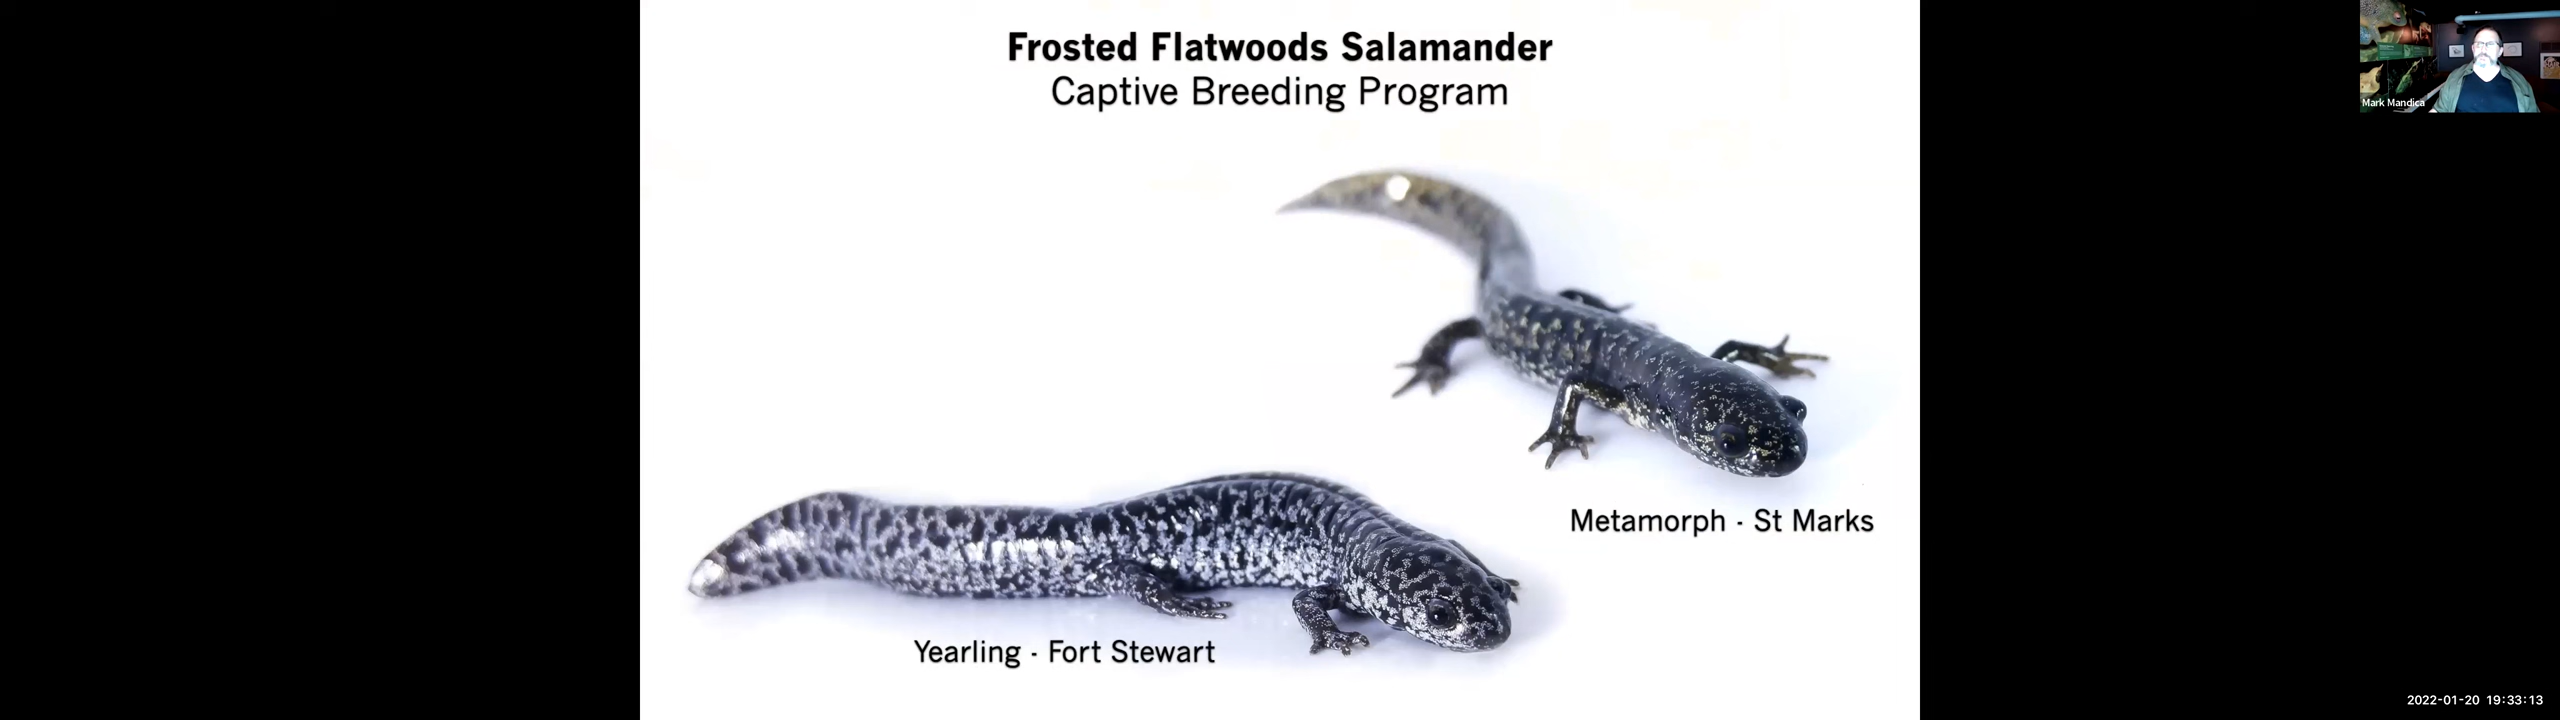 Frosted Flatwoods Salamander
Captive Breeding Program
Mark Mandica
Metamorph - St Marks
Yearling - Fort Stewart
2022-01-20 19:33:13